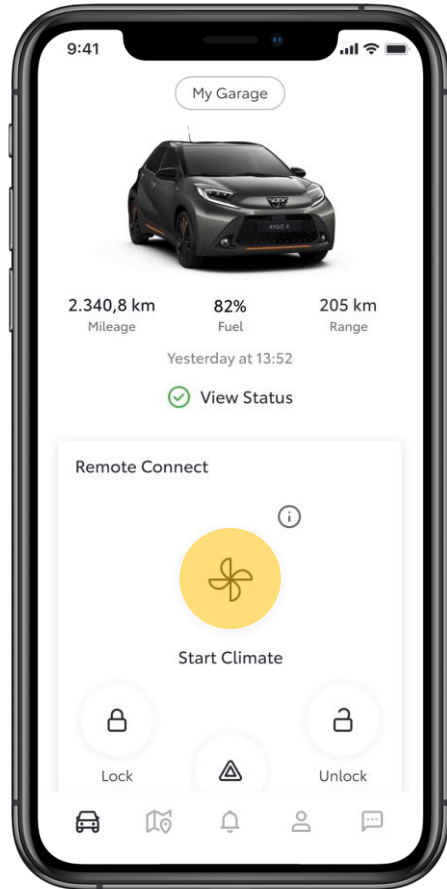 9:41
My Garage
AYGO X
2.340,8 km 82% 205 km
Mileage Fuel Range
Yesterday at 13:52
View Status
Remote Connect
Start Climate
Lock Unlock